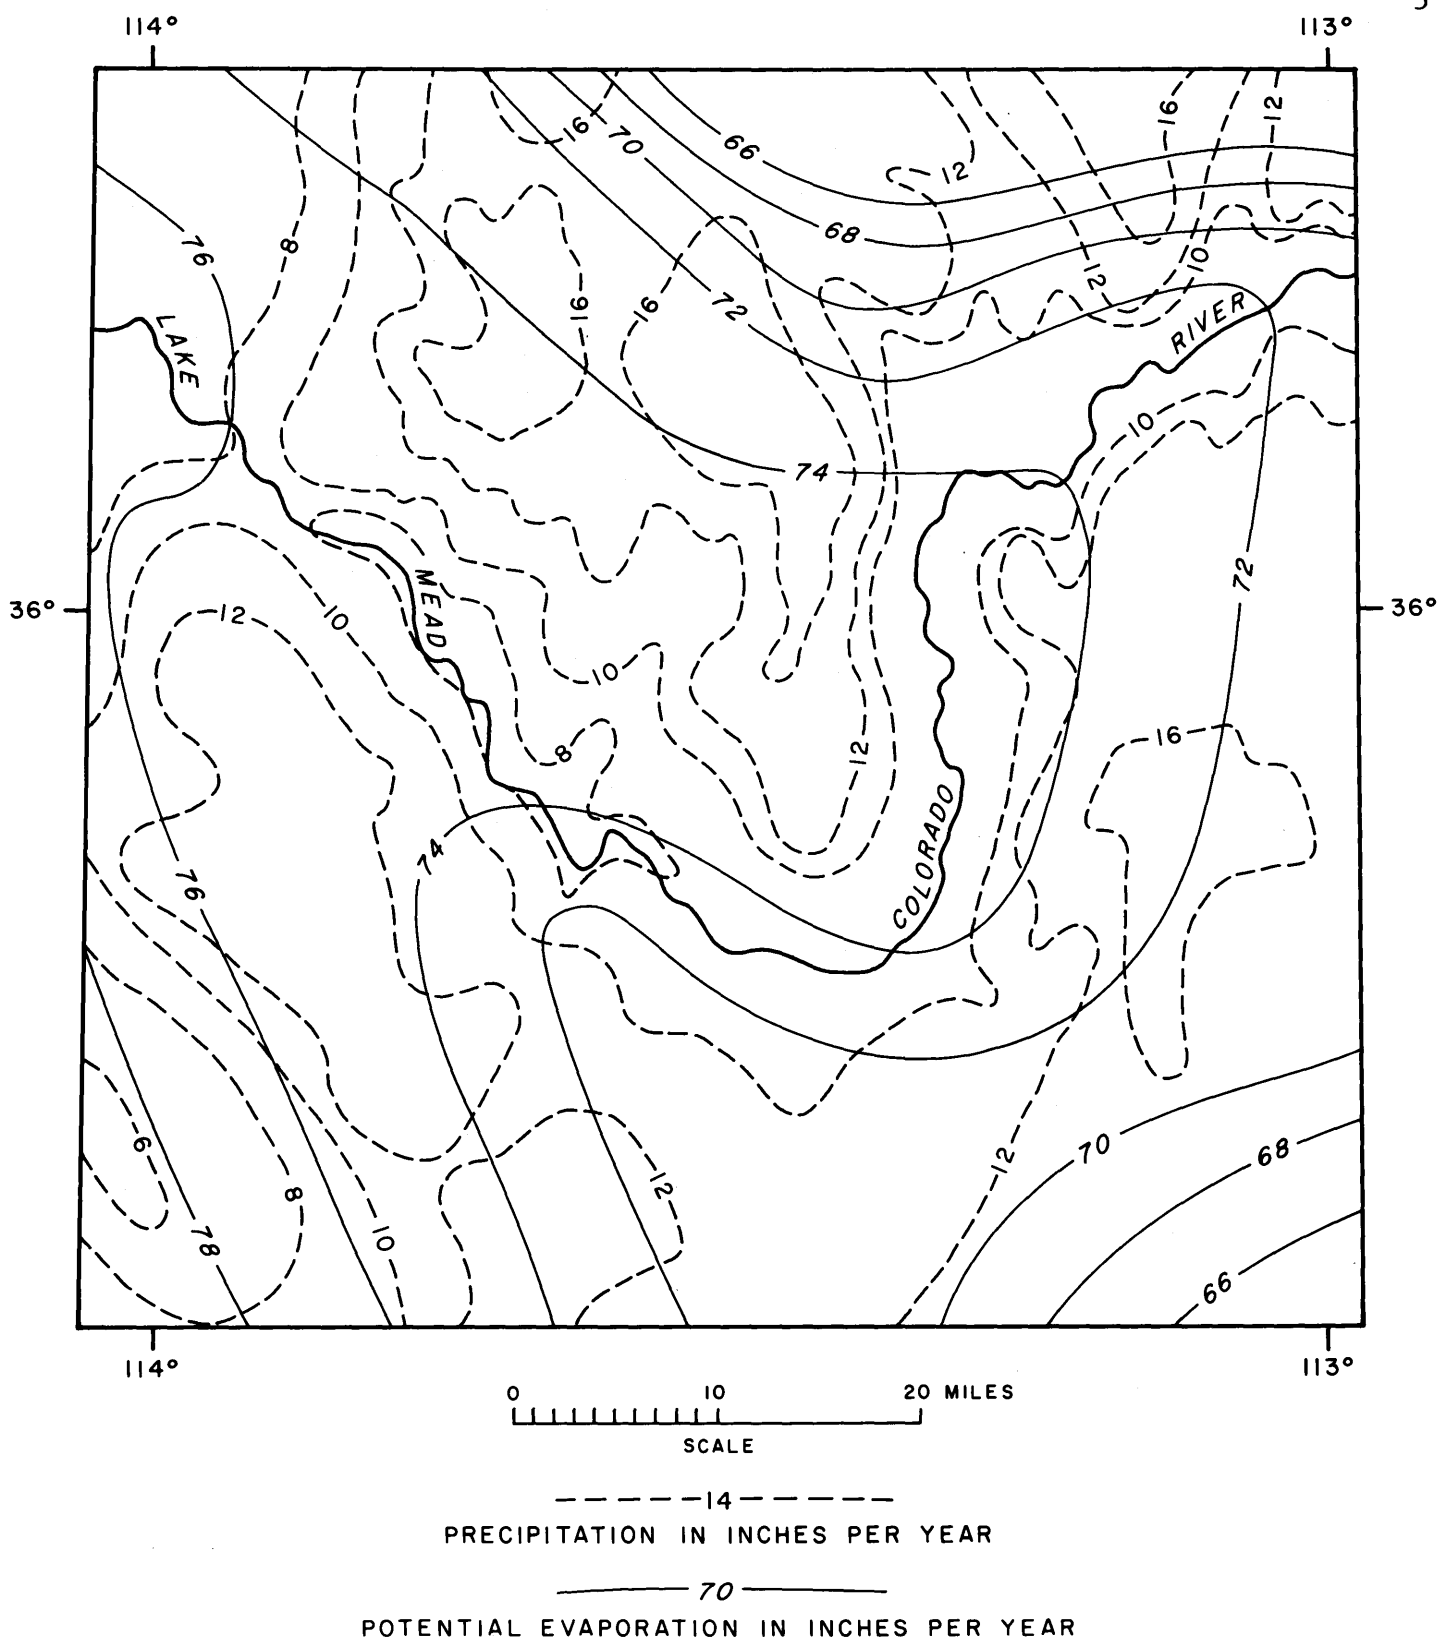 114° 113°
16 70 66 16 12
12
8 76 68
12 10
16 16 72
LAKE RIVER
10
74
72
MEAD
36° 36°
12 10
10
8 12 16
COLORADO
74
76
6 12 70 68
8 12
78 10
66
114° 113°
0 10 20 MILES
SCALE
14
PRECIPITATION IN INCHES PER YEAR
70
POTENTIAL EVAPORATION IN INCHES PER YEAR